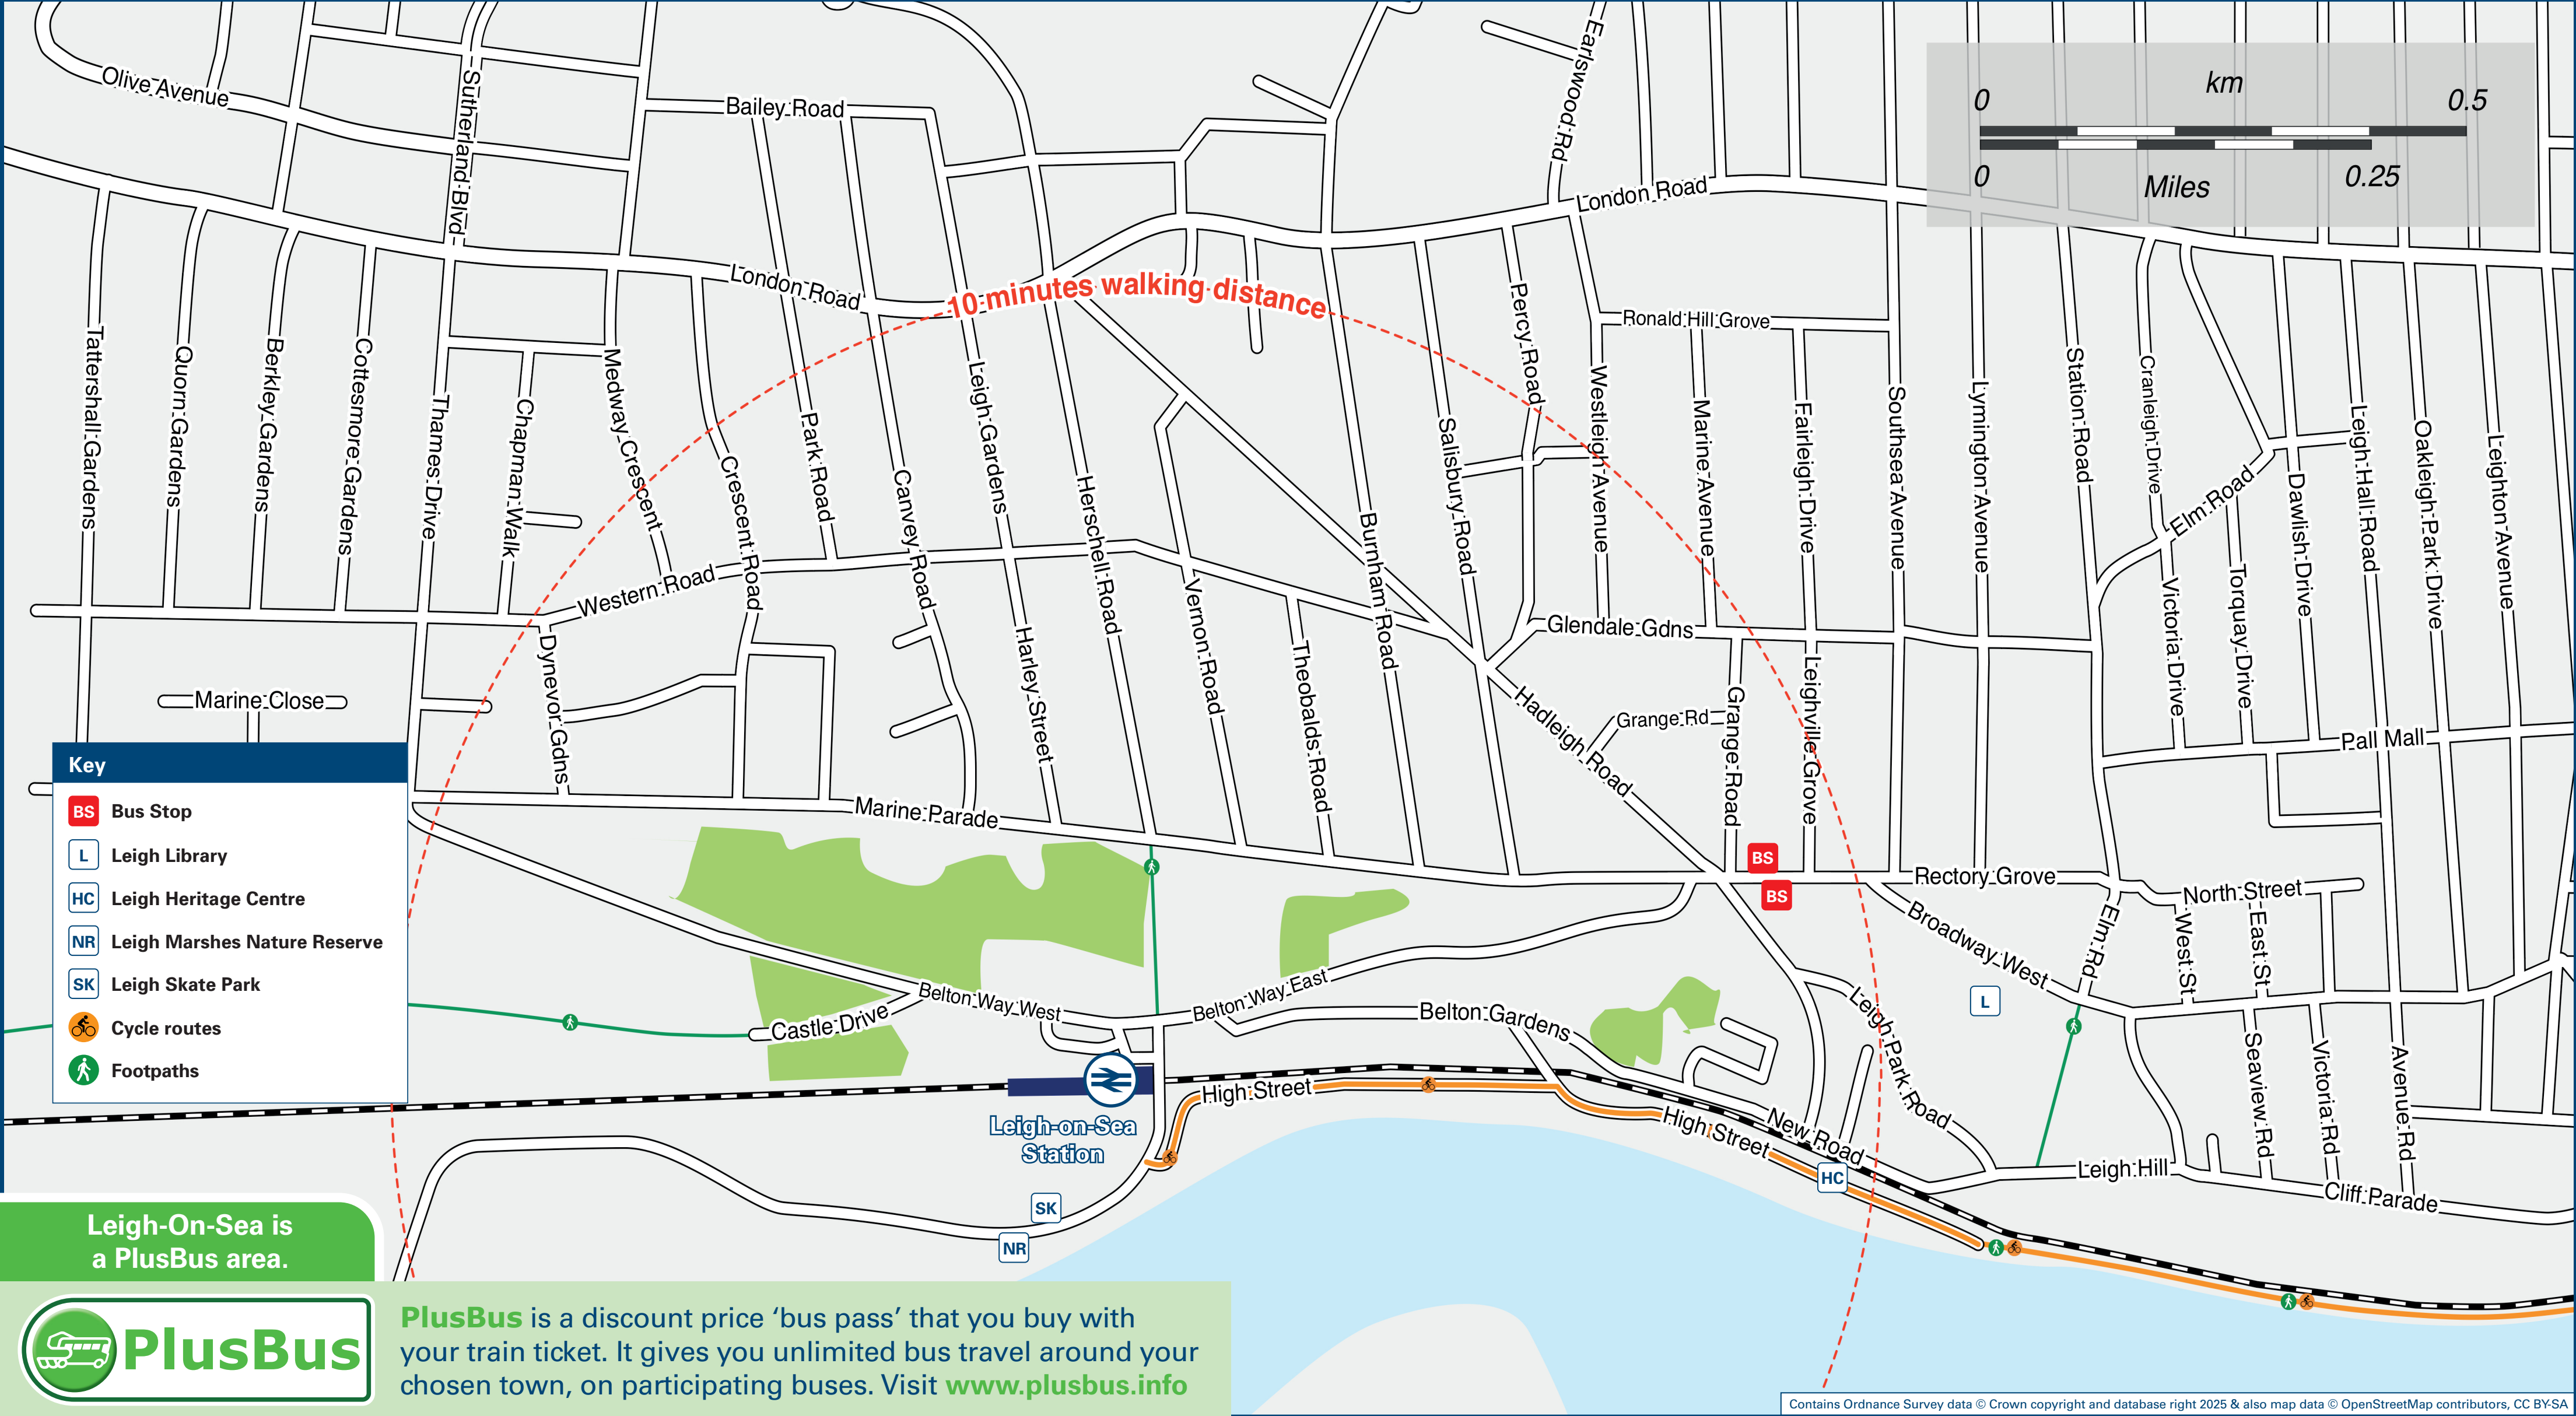 Olive Avenue
Sutherland Blvd
Bailey Road
Earlswood Rd
km
0
0.5
0
0.25
Miles
London Road
London Road
10 minutes walking distance
Tattershall Gardens
Quorn Gardens
Berkley Gardens
Cottesmore Gardens
Thames Drive
Chapman Walk
Medway Crescent
Crescent Road
Park Road
Canvey Road
Leigh Gardens
Herschell Road
Burnham Road
Salisbury Road
Percy Road
Westleigh Avenue
Ronald Hill Grove
Marine Avenue
Fairleigh Drive
Southsea Avenue
Lymington Avenue
Station Road
Cranleigh Drive
Elm Road
Dawlish Drive
Leigh Hall Road
Oakleigh Park Drive
Leighton Avenue
Western Road
Dynevor Gdns
Harley Street
Vernon Road
Theobalds Road
Glendale Gdns
Grange Rd
Grange Road
Leighville Grove
Hadleigh Road
Victoria Drive
Torquay Drive
Pall Mall
Marine Close
Marine Parade
Key
BS Bus Stop
L Leigh Library
HC Leigh Heritage Centre
NR Leigh Marshes Nature Reserve
SK Leigh Skate Park
Cycle routes
Footpaths
BS
BS
Rectory Grove
North Street
Broadway West
Elm Rd
West St
East St
L
Belton Way West
Belton Way East
Castle Drive
Belton Gardens
Leigh Park Road
Seaview Rd
Victoria Rd
Avenue Rd
High Street
High Street
New Road
HC
Leigh Hill
Cliff Parade
Leigh-on-Sea
Station
SK
NR
Leigh-On-Sea is
a PlusBus area.
PlusBus
PlusBus is a discount price ‘bus pass’ that you buy with
your train ticket. It gives you unlimited bus travel around your
chosen town, on participating buses. Visit www.plusbus.info
Contains Ordnance Survey data © Crown copyright and database right 2025 & also map data © OpenStreetMap contributors, CC BY-SA